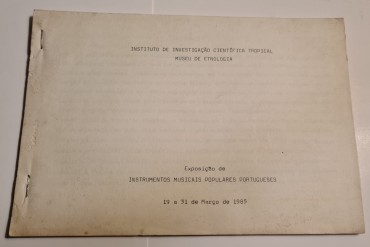 INSTITUTO DE INVESTIGAÇÃO CIENTÍFICA TROPICAL
MUSEU DE ETNOLOGIA
Exposição de
INSTRUMENTOS MUSICAIS POPULARES PORTUGUESES
a 31 de Março de 1985